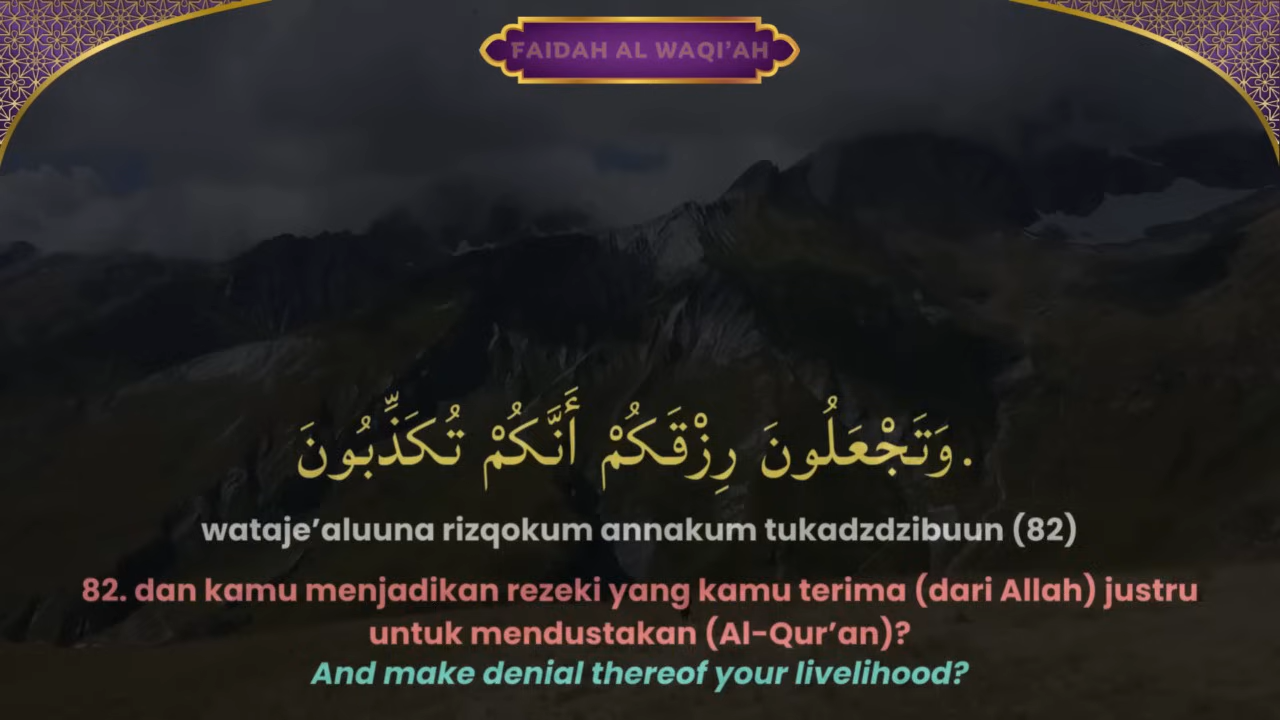 FAIDAH AL WAQI’AH
وَتَجْعَلُونَ رِزْقَكُمْ أَنَّكُمْ تُكَذِّبُونَ.
wataje’aluuna rizqokum annakum tukadzdzibuun (82)
82. dan kamu menjadikan rezeki yang kamu terima (dari Allah) justru
untuk mendustakan (Al-Qur’an)?
And make denial thereof your livelihood?